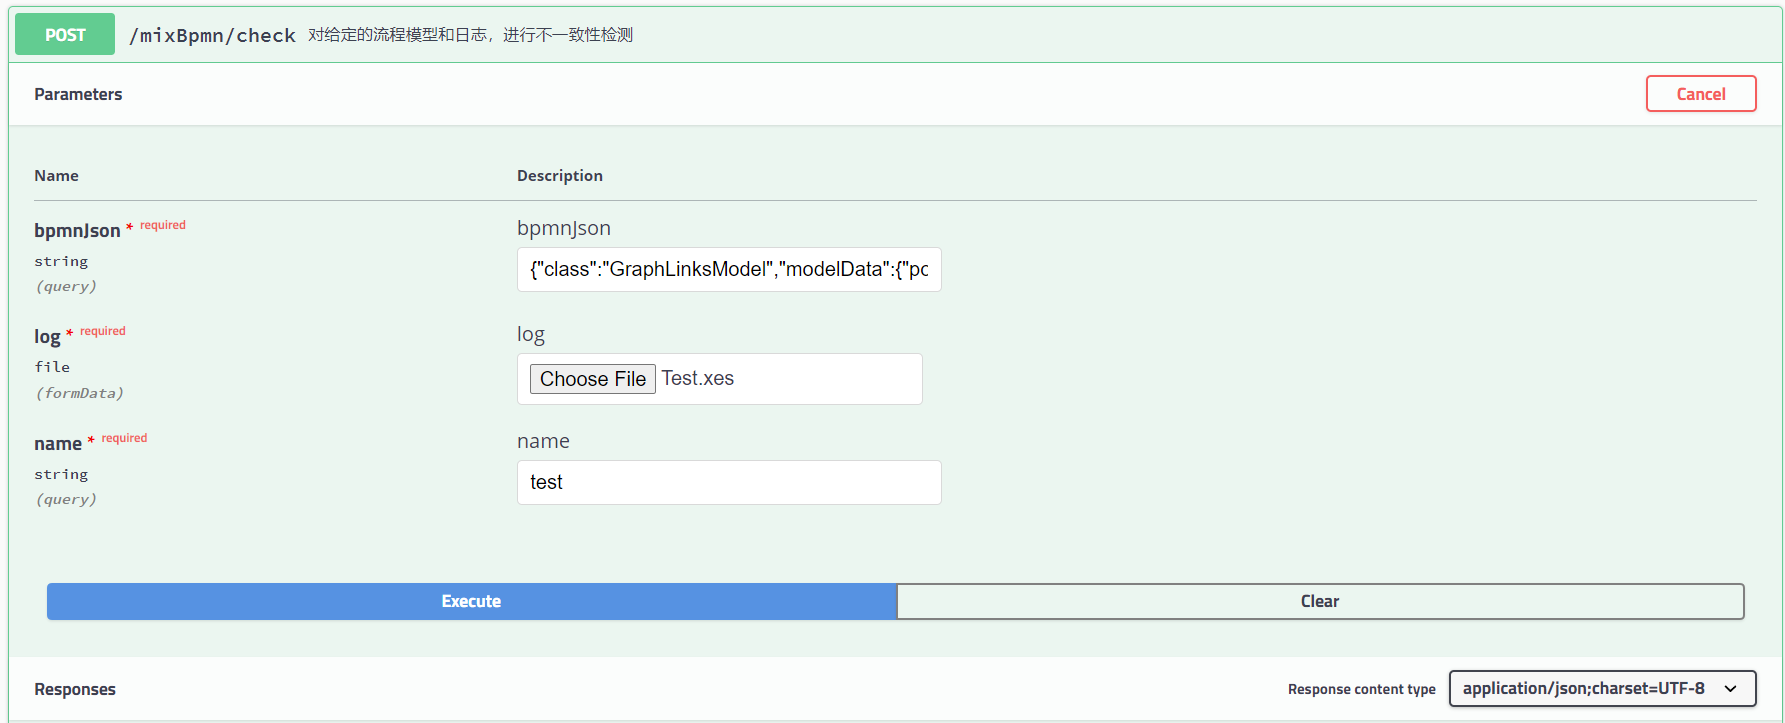 POST /mixBpmn/check 对给定的流程模型和日志，进行不一致性检测
Parameters Cancel
Name Description
bpmnJson * required bpmnJson
string {"class":"GraphLinksModel","modelData":{"pc
(query)
log * required log
file Choose File Test.xes
(formData)
name * required name
string test
(query)
Execute Clear
Responses Response content type application/json;charset=UTF-8